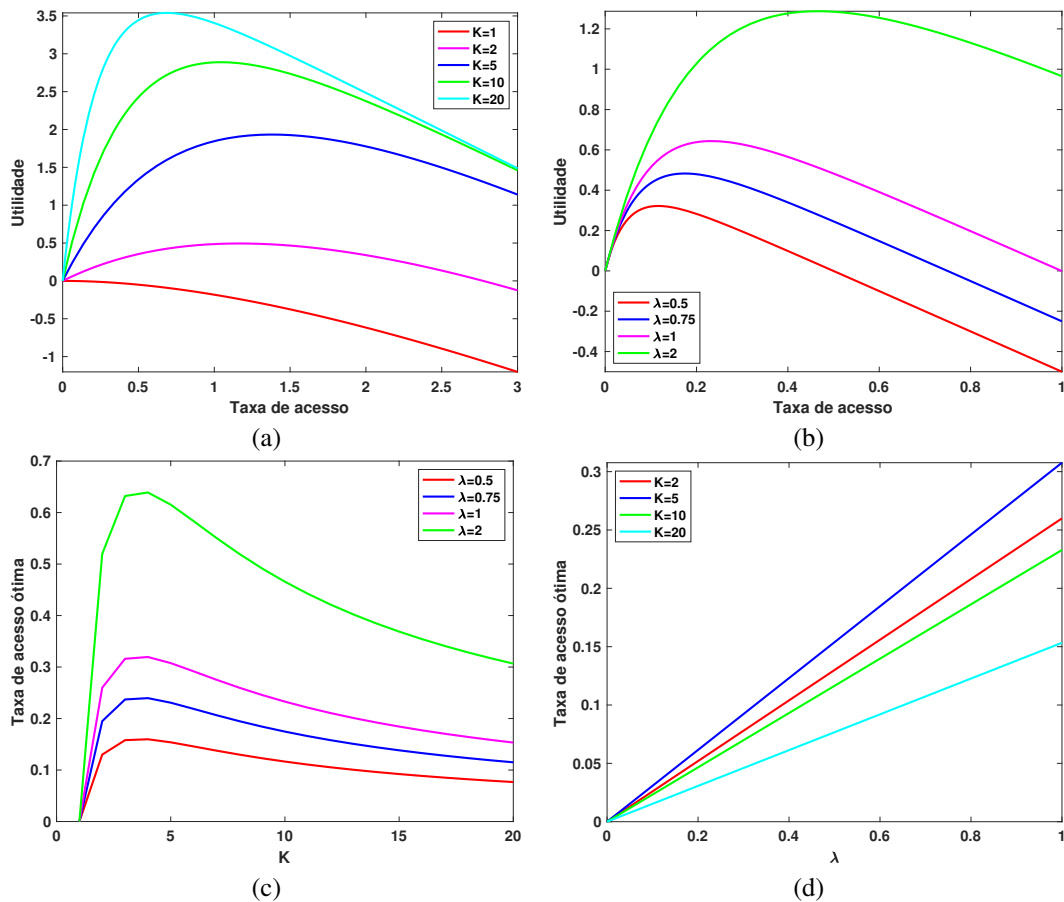 3.5
3
2.5
2
1.5
1
0.5
0
-0.5
-1
Utilidade
K=1
K=2
K=5
K=10
K=20
0 0.5 1 1.5 2 2.5 3
Taxa de acesso
(a)
1.2
1
0.8
0.6
0.4
0.2
0
-0.2
-0.4
Utilidade
λ=0.5
λ=0.75
λ=1
λ=2
0 0.2 0.4 0.6 0.8 1
Taxa de acesso
(b)
0.7
0.6
0.5
0.4
0.3
0.2
0.1
0
Taxa de acesso ótima
λ=0.5
λ=0.75
λ=1
λ=2
0 5 10 15 20
K
(c)
0.3
0.25
0.2
0.15
0.1
0.05
0
Taxa de acesso ótima
K=2
K=5
K=10
K=20
0 0.2 0.4 0.6 0.8 1
λ
(d)